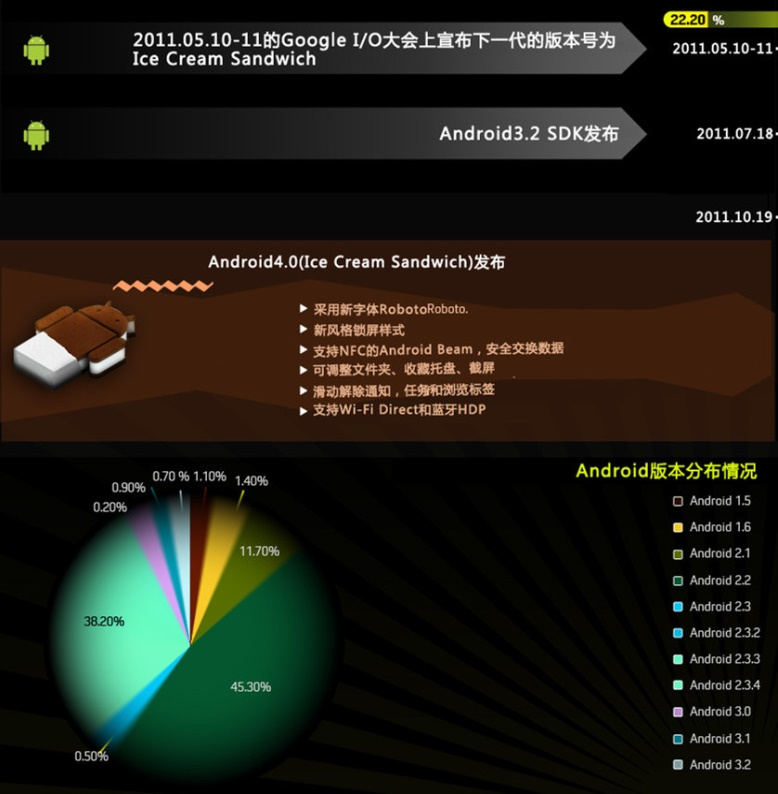 22.20 %
2011.05.10-11的Google I/O大会上宣布下一代的版本号为
Ice Cream Sandwich
2011.05.10-11
Android3.2 SDK发布
2011.07.18
2011.10.19
Android4.0(Ice Cream Sandwich)发布
采用新字体RobotoRoboto.
新风格锁屏样式
支持NFC的Android Beam，安全交换数据
可调整文件夹、收藏托盘、截屏
滑动解除通知，任务和浏览标签
支持Wi-Fi Direct和蓝牙HDP
Android版本分布情况
0.70 %
1.10%
1.40%
0.90%
0.20%
11.70%
38.20%
45.30%
0.50%
Android 1.5
Android 1.6
Android 2.1
Android 2.2
Android 2.3
Android 2.3.2
Android 2.3.3
Android 2.3.4
Android 3.0
Android 3.1
Android 3.2